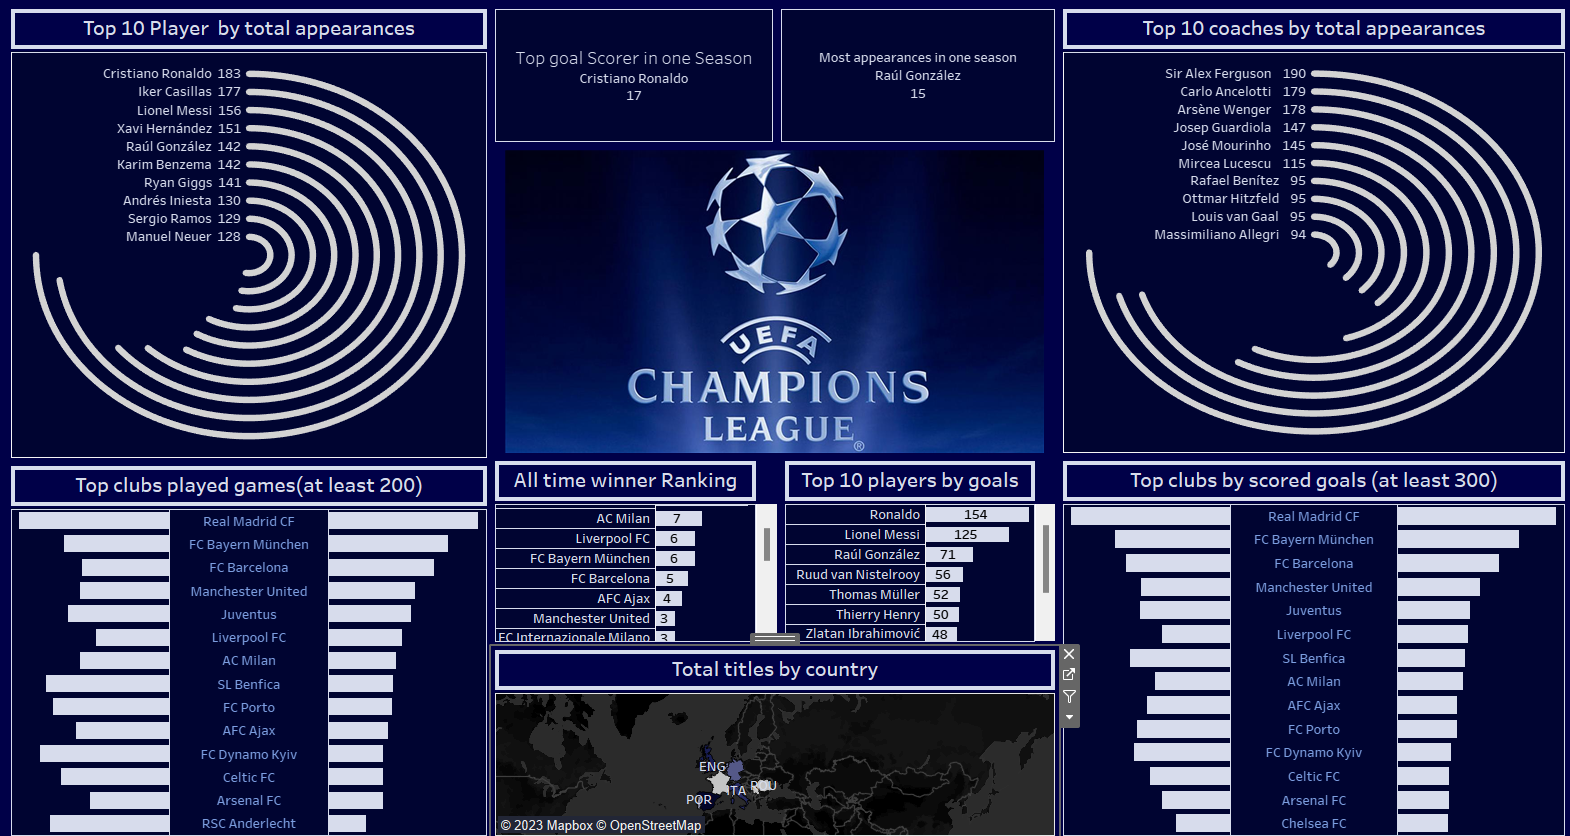 Top 10 Player by total appearances
Cristiano Ronaldo 183
Iker Casillas 177
Lionel Messi 156
Xavi Hernández 151
Raúl González 142
Karim Benzema 142
Ryan Giggs 141
Andrés Iniesta 130
Sergio Ramos 129
Manuel Neuer 128
Top goal Scorer in one Season
Cristiano Ronaldo
17
Most appearances in one season
Raúl González
15
Top 10 coaches by total appearances
Sir Alex Ferguson 190
Carlo Ancelotti 179
Arsène Wenger 178
Josep Guardiola 147
José Mourinho 145
Mircea Lucescu 115
Rafael Benítez 95
Ottmar Hitzfeld 95
Louis van Gaal 95
Massimiliano Allegri 94
UEFA
CHAMPIONS
LEAGUE®
Top clubs played games(at least 200)
Real Madrid CF
FC Bayern München
FC Barcelona
Manchester United
Juventus
Liverpool FC
AC Milan
SL Benfica
FC Porto
AFC Ajax
FC Dynamo Kyiv
Celtic FC
Arsenal FC
RSC Anderlecht
All time winner Ranking
AC Milan 7
Liverpool FC 6
FC Bayern München 6
FC Barcelona 5
AFC Ajax 4
Manchester United 3
FC Internazionale Milano 3
Top 10 players by goals
Ronaldo 154
Lionel Messi 125
Raúl González 71
Ruud van Nistelrooy 56
Thomas Müller 52
Thierry Henry 50
Zlatan Ibrahimović 48
Total titles by country
ENG
ITA
POR
© 2023 Mapbox © OpenStreetMap
Top clubs by scored goals (at least 300)
Real Madrid CF
FC Bayern München
FC Barcelona
Manchester United
Juventus
Liverpool FC
SL Benfica
AC Milan
AFC Ajax
FC Porto
FC Dynamo Kyiv
Celtic FC
Arsenal FC
Chelsea FC